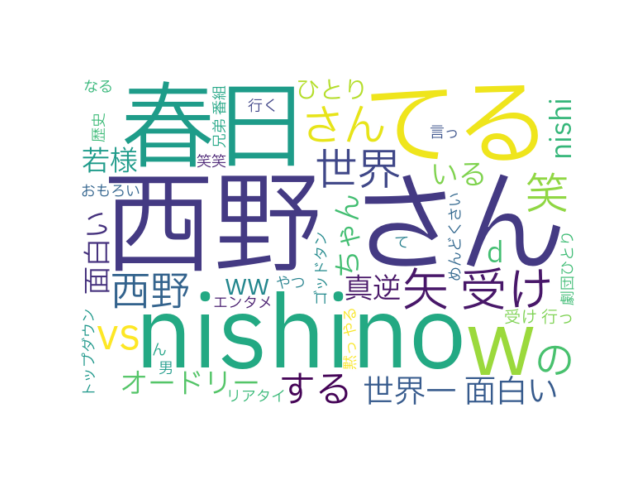 なる
歴史
兄弟 番組
行く
ひとり
てる
春日
さん
言っ
nishi
若様
笑笑
世界
いる
笑
おもろい
西野 さん
面白い
ちゃん
めんどくさい
ゴッドタン
て
d
劇団ひとり
西野
ww
やつ
真逆
矢 受け
エンタメ
vs
nishino
w
の
受け 行っ
トップダウン
ん
男
黙っ やる
オードリー
リアタイ
する
世界一 面白い